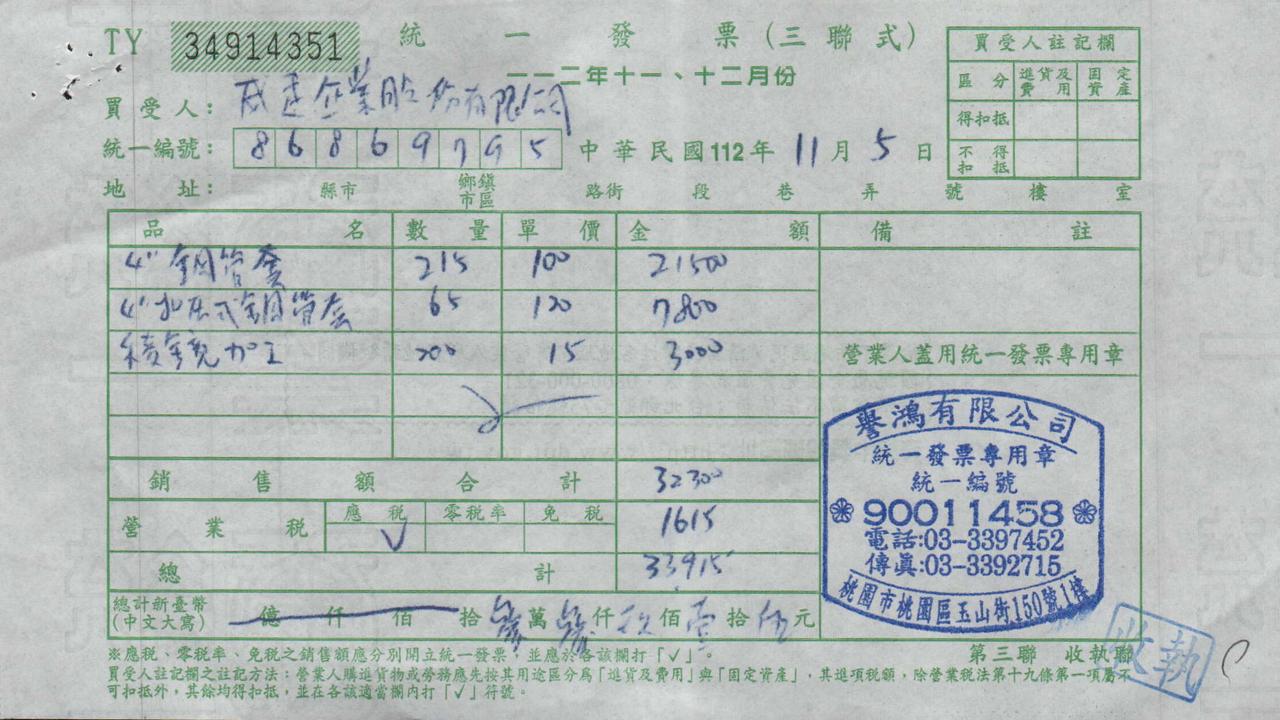 TY 34914351 統一發票(三聯式)
一一二年十一、十二月份
買受人註記欄
區分 進貨及費用 固定資產
得扣抵
不得扣抵
買受人: 企業股份有限公司
統一編號: 86869795 中華民國112年11月5日
地址: 縣市 鄉鎮市區 路街 段 巷 弄 號 樓 室
品名 數量 單價 金額 備註
4" 鋼管套 215 100 21500
4" 式鋼管套 65 120 7800
加工 200 15 3000
營業人蓋用統一發票專用章
銷售額合計 32300
營業稅 應稅 零稅率 免稅 1615
V
總計 33915
總計新臺幣(中文大寫) 億 仟 佰 拾 參 萬 參 仟 玖 佰 壹 拾 伍 元
譽鴻有限公司
統一發票專用章
統一編號
90011458
電話:03-3397452
傳眞:03-3392715
桃園市桃園區玉山街150號1樓
第三聯 收執聯
收執
※應稅、零稅率、免稅之銷售額應分別開立統一發票,並應於各該欄打「V」。
買受人註記欄之註記方法:營業人購進貨物或勞務應先按其用途區分為「進貨及費用」與「固定資產」,其進項稅額,除營業稅法第十九條第一項屬不
可扣抵外,其餘均得扣抵,並在各該適當欄內打「V」符號。